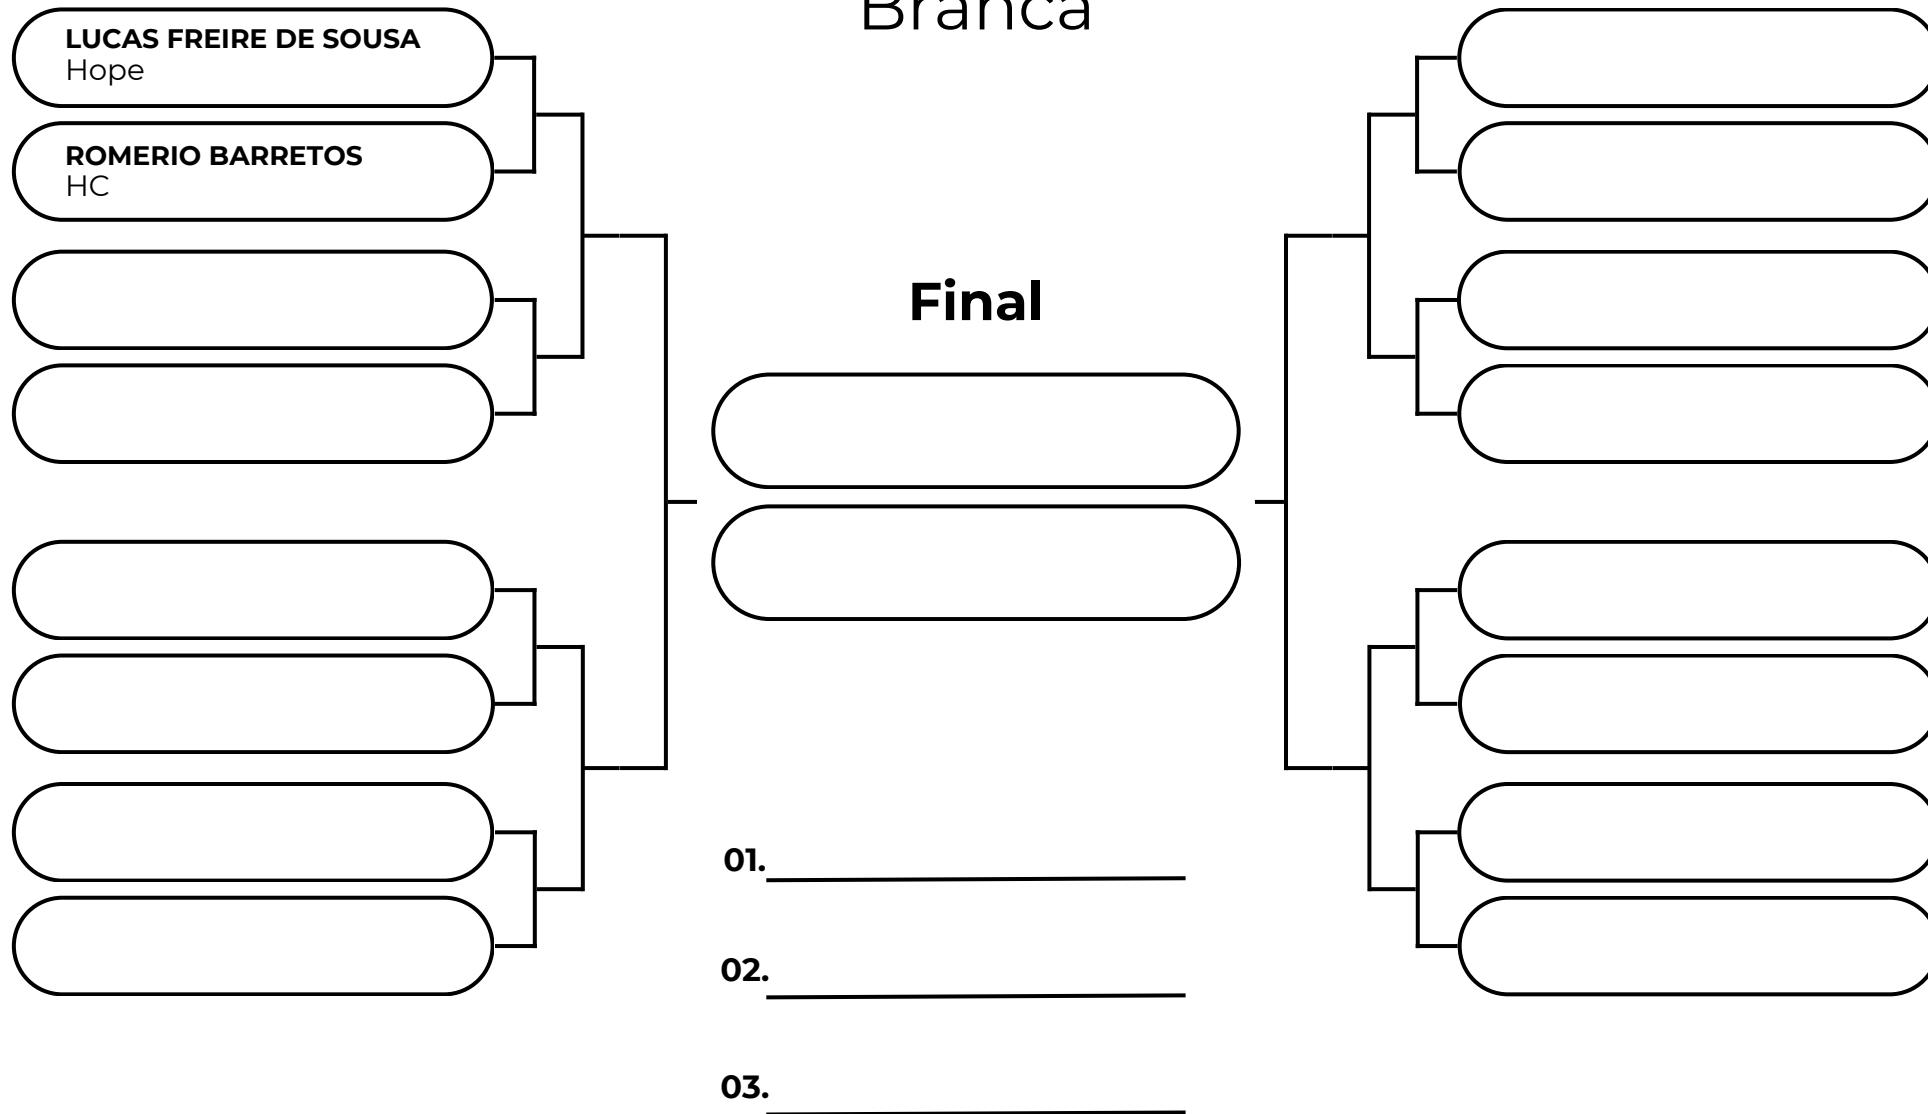 Branca
LUCAS FREIRE DE SOUSA
Hope
ROMERIO BARRETOS
HC
Final
01.
02.
03.